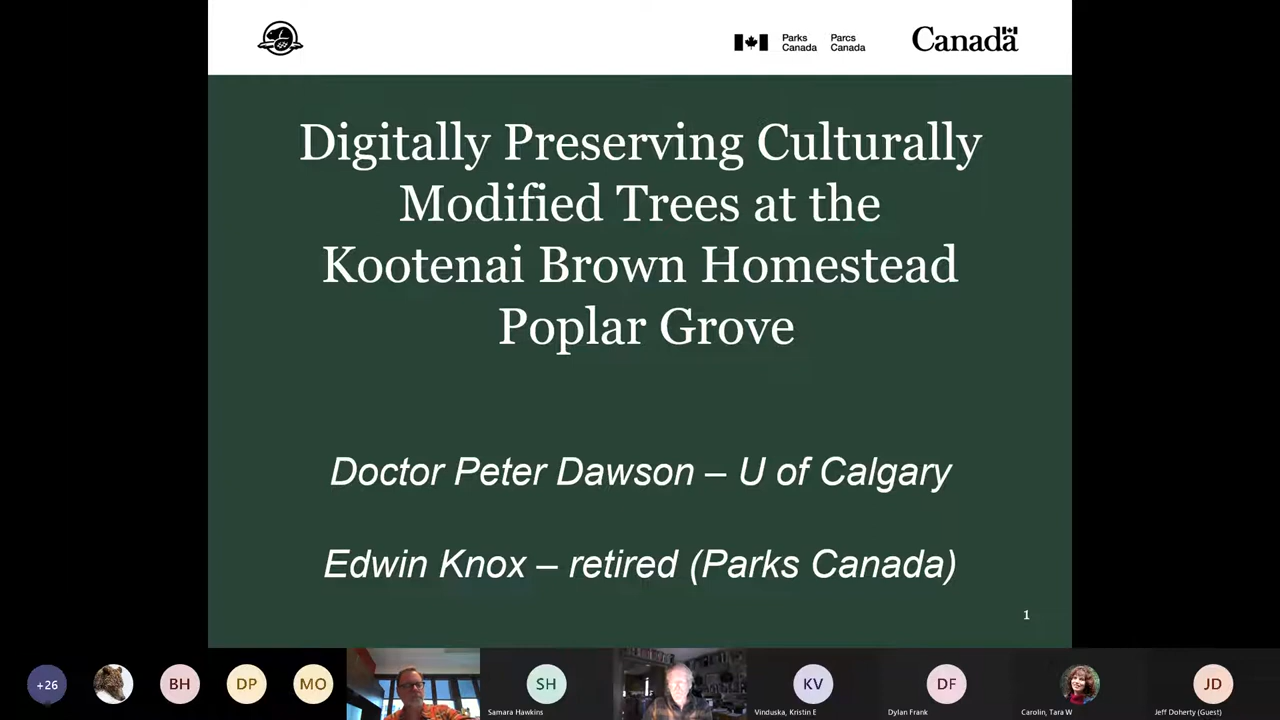 Parks
Canada
Parcs
Canada
Canada
Digitally Preserving Culturally
Modified Trees at the
Kootenai Brown Homestead
Poplar Grove
Doctor Peter Dawson – U of Calgary
Edwin Knox – retired (Parks Canada)
1
+26
BH
DP
MO
SH
Samara Hawkins
KV
Vinduska, Kristin E
DF
Dylan Frank
Carolin, Tara W
JD
Jeff Doherty (Guest)